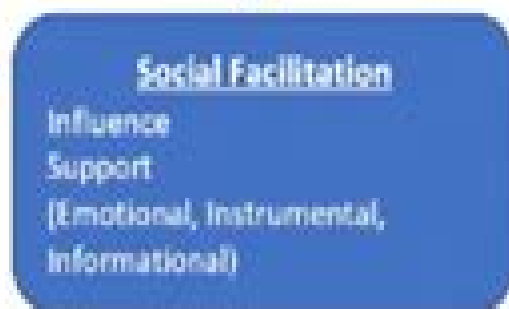 Social Facilitation
Influence
Support
(Emotional, Instrumental,
Informational)